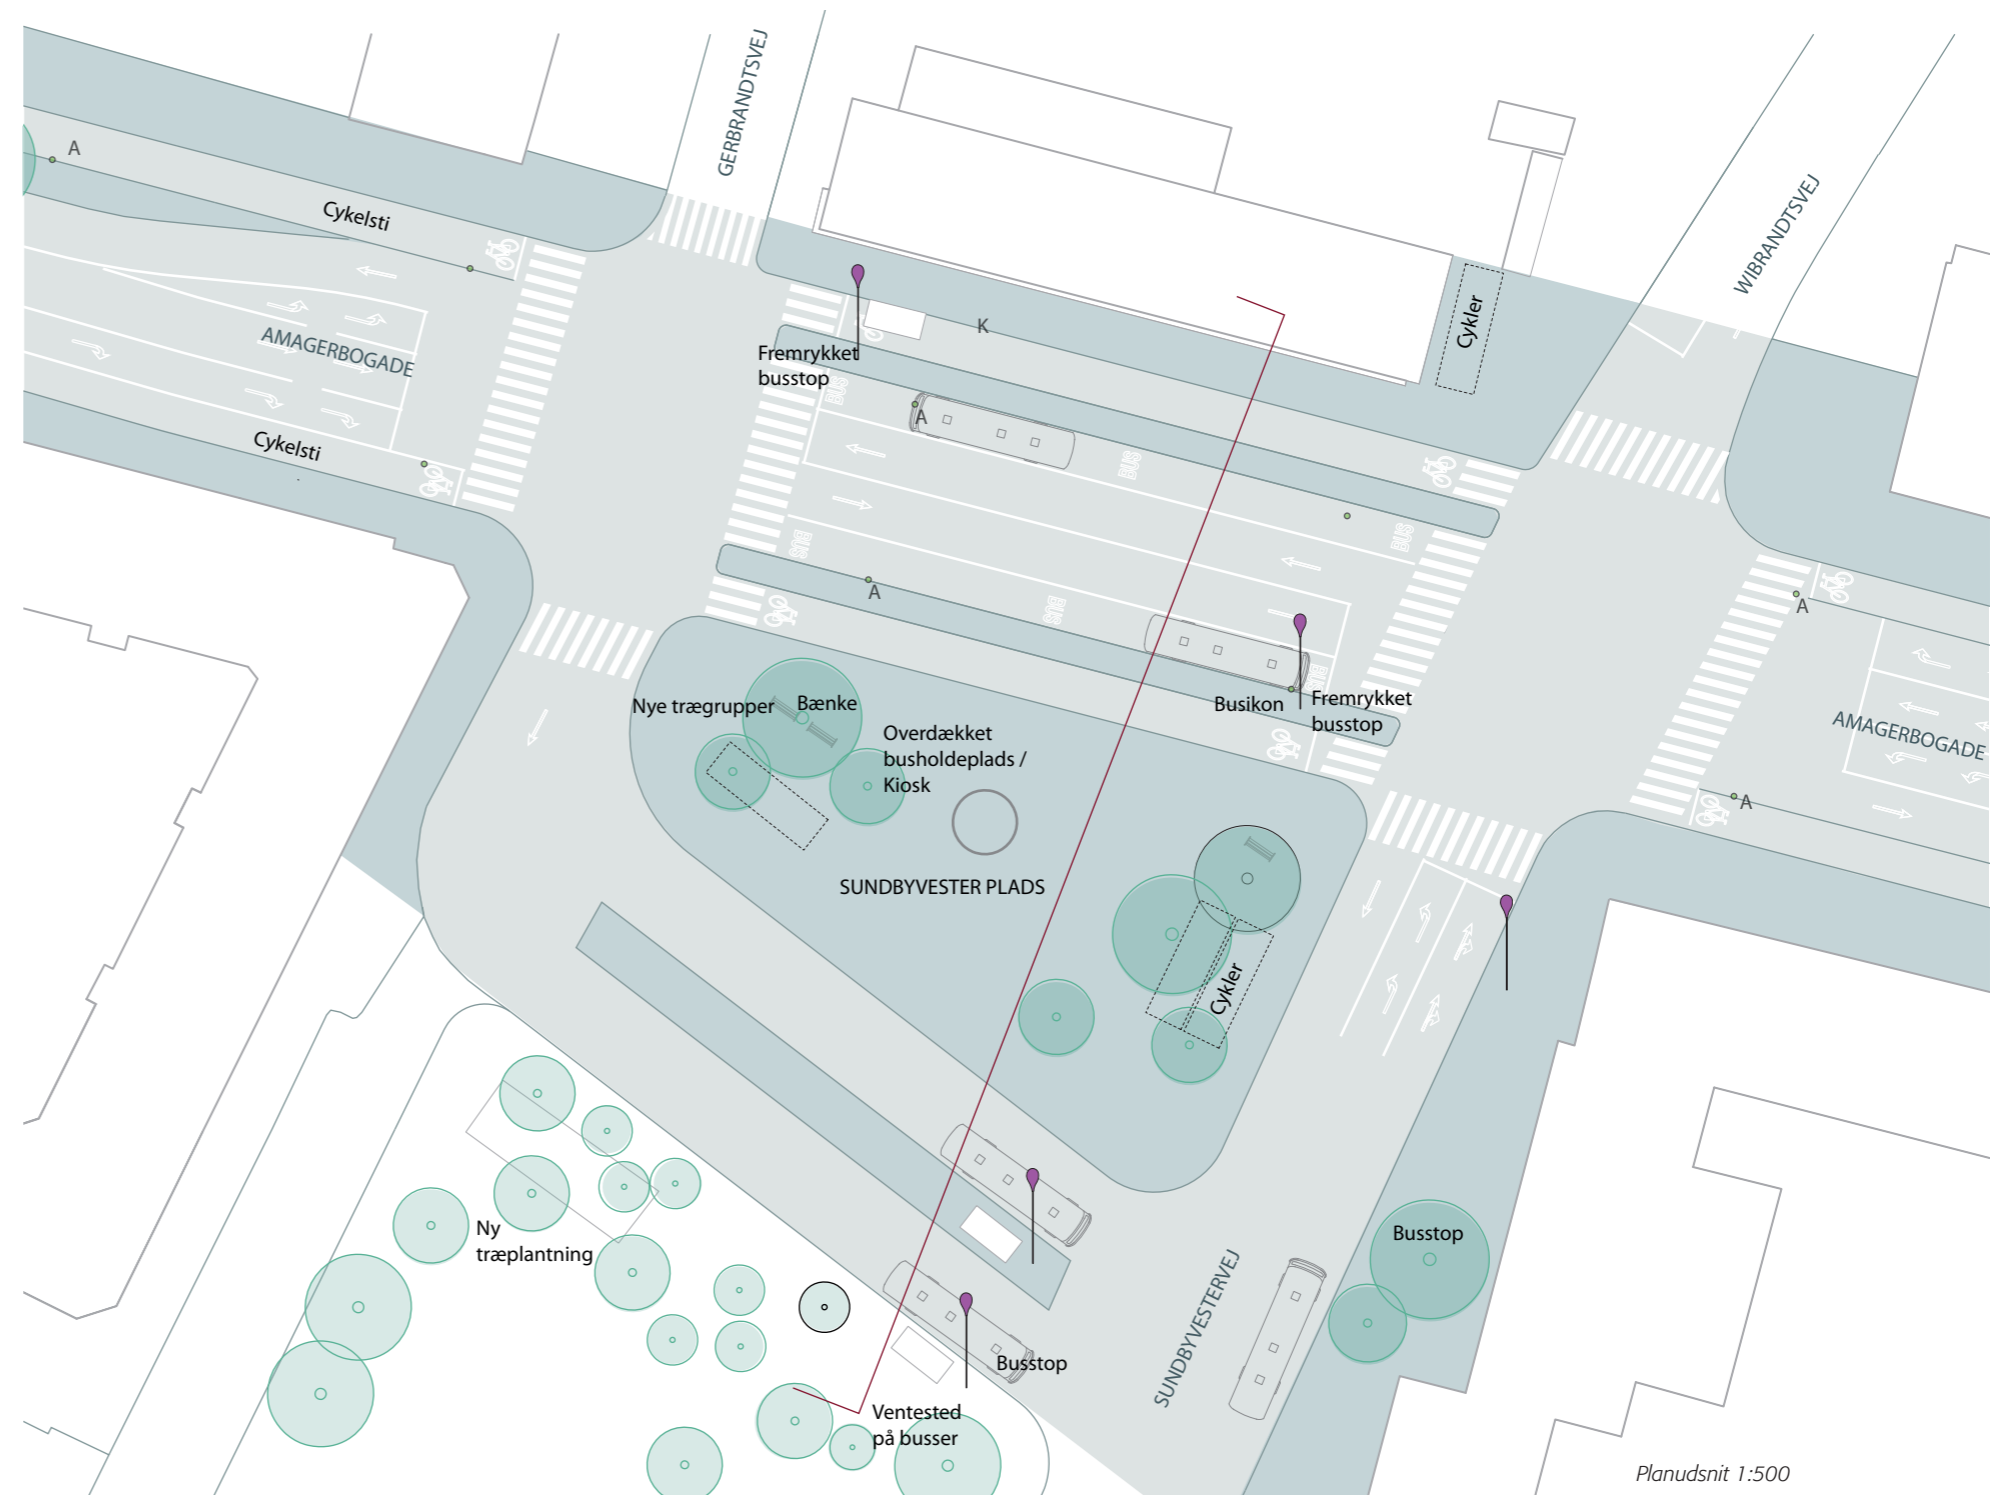 GERBRANDTSVEJ
WIBRANDTSVEJ
A
Cykelsti
AMAGERBOGADE
Cykelsti
K
Cykler
Fremrykket
busstop
BUS
A
BUS
BUS
BUS
A
BUS
A
BUS
Nye trægrupper
Bænke
Busikon
Fremrykket
busstop
AMAGERBOGADE
Overdækket
busholdeplads /
Kiosk
A
SUNDBYVESTER PLADS
Cykler
Ny
træplantning
Busstop
SUNDBYVESTERVEJ
Busstop
Ventested
på busser
Planudsnit 1:500